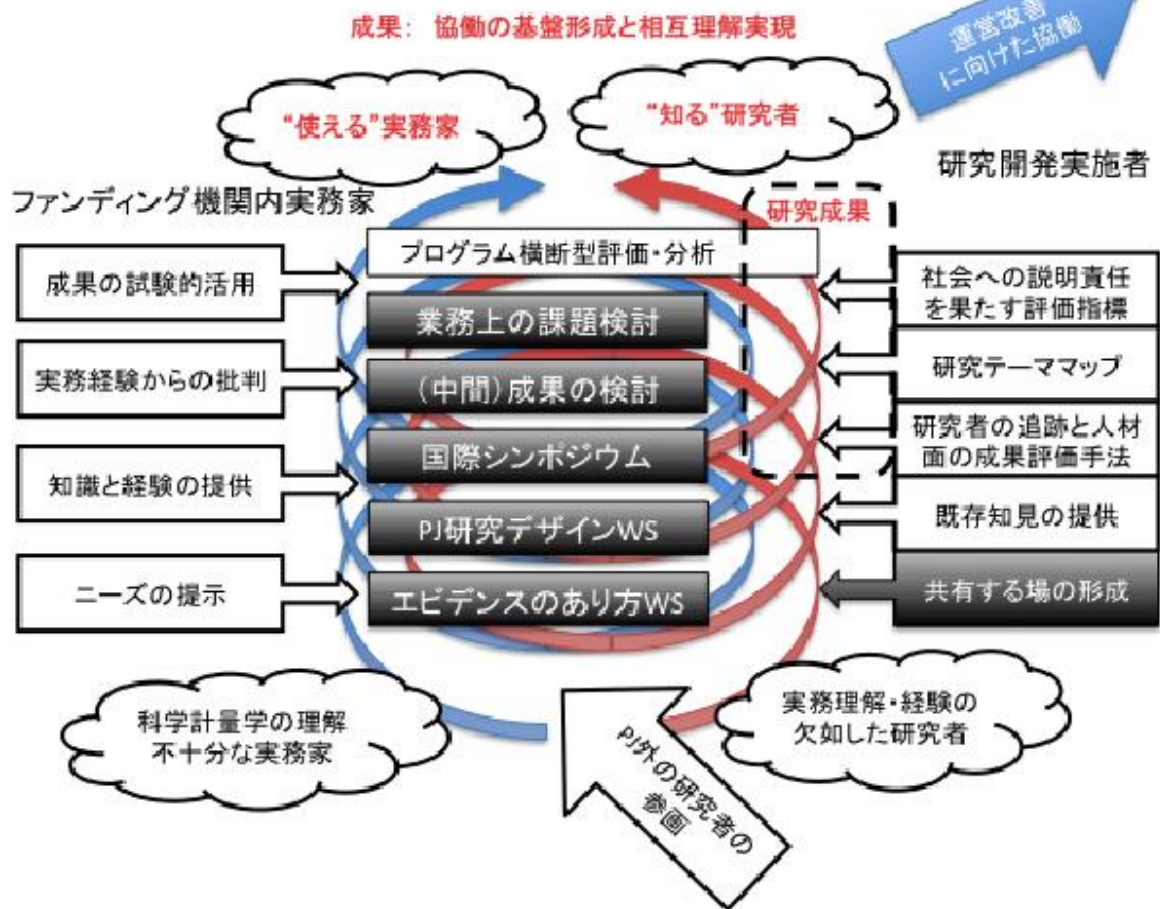 成果： 協働の基盤形成と相互理解実現
運営改善
に向けた協働
“使える”実務家
“知る”研究者
ファンディング機関内実務家
研究開発実施者
研究成果
プログラム横断型評価・分析
業務上の課題検討
（中間）成果の検討
国際シンポジウム
PJ研究デザインWS
エビデンスのあり方WS
成果の試験的活用
実務経験からの批判
知識と経験の提供
ニーズの提示
社会への説明責任
を果たす評価指標
研究テーママップ
研究者の追跡と人材
面の成果評価手法
既存知見の提供
共有する場の形成
科学計量学の理解
不十分な実務家
実務理解・経験の
欠如した研究者
PJ外の研究者の
参画